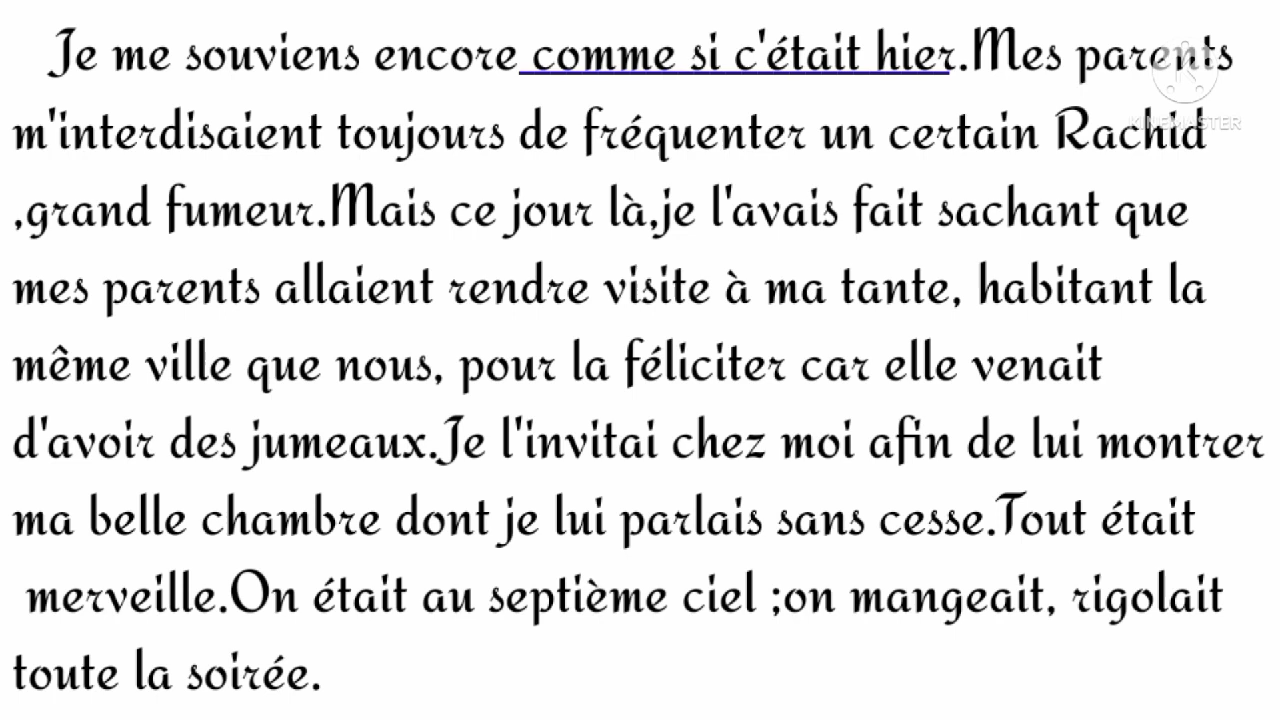 Je me souviens encore comme si c'était hier.Mes parents
m'interdisaient toujours de fréquenter un certain Rachid
,grand fumeur.Mais ce jour là,je l'avais fait sachant que
mes parents allaient rendre visite à ma tante, habitant la
même ville que nous, pour la féliciter car elle venait
d'avoir des jumeaux.Je l'invitai chez moi afin de lui montrer
ma belle chambre dont je lui parlais sans cesse.Tout était
merveille.On était au septième ciel ;on mangeait, rigolait
toute la soirée.
KINEMASTER